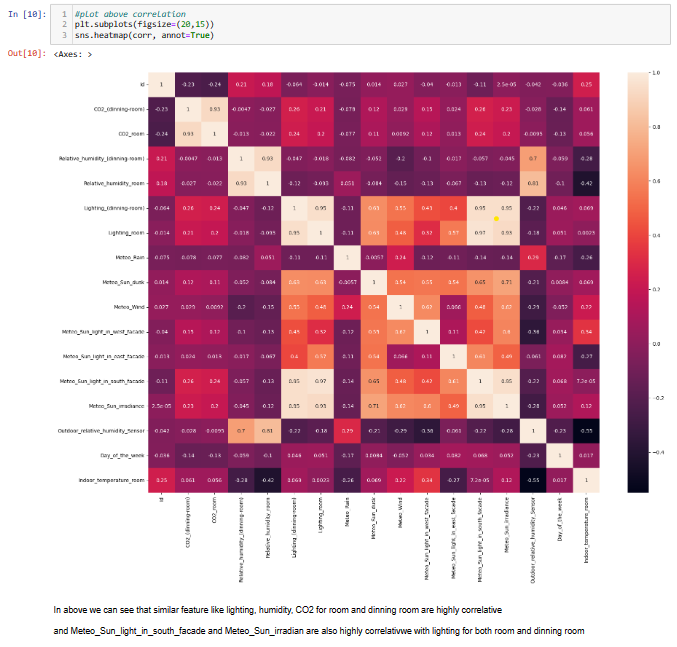 In [10]:
1 #pLot above correlation
2 plt.subplots(figsize=(20,15))
3 sns.heatmap(corr, annot=True)
Out[10]: <Axes: >
Id 1 -0.23 -0.24 0.21 0.18 -0.064 -0.014 -0.075 0.014 0.027 -0.04 -0.013 -0.11 2.5e-05 -0.042 -0.036 0.25
CO2_(dinning-room) -0.23 1 0.93 -0.0047 -0.027 0.26 0.21 -0.078 0.12 0.029 0.15 0.024 0.26 0.23 -0.028 -0.14 0.061
CO2_room -0.24 0.93 1 -0.013 -0.022 0.24 0.2 -0.077 0.11 0.0092 0.12 0.013 0.24 0.2 -0.0095 -0.13 0.056
Relative_humidity_(dinning-room) 0.21 -0.0047 -0.013 1 0.93 -0.047 -0.018 -0.082 -0.052 -0.2 -0.1 -0.017 -0.057 -0.045 0.7 -0.059 -0.28
Relative_humidity_room 0.18 -0.027 -0.022 0.93 1 -0.12 -0.093 0.051 -0.084 -0.15 -0.13 -0.067 -0.13 -0.12 0.81 -0.1 -0.42
Lighting_(dinning-room) -0.064 0.26 0.24 -0.047 -0.12 1 0.95 -0.11 0.63 0.55 0.43 0.4 0.95 0.95 -0.22 0.046 0.069
Lighting_room -0.014 0.21 0.2 -0.018 -0.093 0.95 1 -0.11 0.63 0.48 0.32 0.57 0.97 0.93 -0.18 0.051 0.0023
Meteo_Rain -0.075 -0.078 -0.077 -0.082 0.051 -0.11 -0.11 1 -0.0057 0.24 -0.12 -0.11 -0.14 -0.14 0.29 -0.17 -0.26
Meteo_Sun_dusk 0.014 0.12 0.11 -0.052 -0.084 0.63 0.63 -0.0057 1 0.54 0.55 0.54 0.65 0.71 -0.21 0.0084 0.069
Meteo_Wind 0.027 0.029 0.0092 -0.2 -0.15 0.55 0.48 0.24 0.54 1 0.62 0.066 0.48 0.62 -0.29 -0.052 0.22
Meteo_Sun_light_in_west_facade -0.04 0.15 0.12 -0.1 -0.13 0.43 0.32 -0.12 0.55 0.62 1 0.11 0.42 0.6 -0.36 0.034 0.34
Meteo_Sun_light_in_east_facade -0.013 0.024 0.013 -0.017 -0.067 0.4 0.57 -0.11 0.54 0.066 0.11 1 0.61 0.49 -0.061 0.082 -0.27
Meteo_Sun_light_in_south_facade -0.11 0.26 0.24 -0.057 -0.13 0.95 0.97 -0.14 0.65 0.48 0.42 0.61 1 0.95 -0.22 0.068 7.2e-05
Meteo_Sun_irradiance 2.5e-05 0.23 0.2 -0.045 -0.12 0.95 0.93 -0.14 0.71 0.62 0.6 0.49 0.95 1 -0.28 0.052 0.12
Outdoor_relative_humidity_Sensor -0.042 -0.028 -0.0095 0.7 0.81 -0.22 -0.18 0.29 -0.21 -0.29 -0.36 -0.061 -0.22 -0.28 1 -0.23 -0.55
Day_of_the_week -0.036 -0.14 -0.13 -0.059 -0.1 0.046 0.051 -0.17 0.0084 -0.052 0.034 0.082 0.068 0.052 -0.23 1 0.017
Indoor_temperature_room 0.25 0.061 0.056 -0.28 -0.42 0.069 0.0023 -0.26 0.069 0.22 0.34 -0.27 7.2e-05 0.12 -0.55 0.017 1
Id
CO2_(dinning-room)
CO2_room
Relative_humidity_(dinning-room)
Relative_humidity_room
Lighting_(dinning-room)
Lighting_room
Meteo_Rain
Meteo_Sun_dusk
Meteo_Wind
Meteo_Sun_light_in_west_facade
Meteo_Sun_light_in_east_facade
Meteo_Sun_light_in_south_facade
Meteo_Sun_irradiance
Outdoor_relative_humidity_Sensor
Day_of_the_week
Indoor_temperature_room
1.0
0.8
0.6
0.4
0.2
0.0
-0.2
-0.4
In above we can see that similar feature like lighting, humidity, CO2 for room and dinning room are highly correlative
and Meteo_Sun_light_in_south_facade and Meteo_Sun_irradian are also highly correlativwe with lighting for both room and dinning room